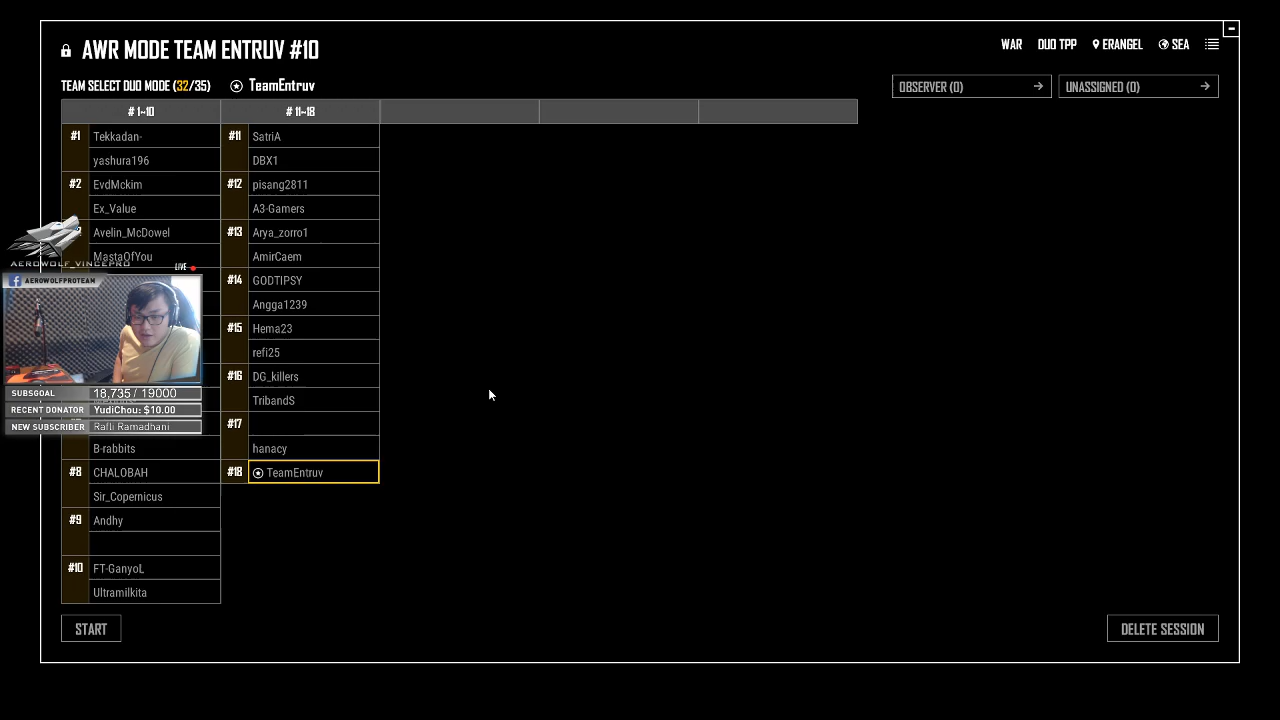 AWR MODE TEAM ENTRUV #10
WAR DUO TPP ERANGEL SEA
TEAM SELECT DUO MODE (32/35) TeamEntruv
OBSERVER (0) UNASSIGNED (0)
# 1~10 # 11~18
#1 Tekkadan- #11 SatriA
yashura196 DBX1
#2 EvdMckim #12 pisang2811
Ex_Value A3-Gamers
Avelin_McDowel #13 Arya_zorro1
MastaOfYou AmirCaem
AEROWOLF_VINCEPRO
LIVE
AEROWOLFPROTEAM
#14 GODTIPSY
Angga1239
#15 Hema23
refi25
#16 DG_killers
SUBSGOAL 18,735 / 19000
TribandS
RECENT DONATOR YudiChou: $10.00
NEW SUBSCRIBER Rafli Ramadhani
#17
B-rabbits hanacy
#8 CHALOBAH #18 TeamEntruv
Sir_Copernicus
#9 Andhy
#10 FT-GanyoL
Ultramilkita
START DELETE SESSION